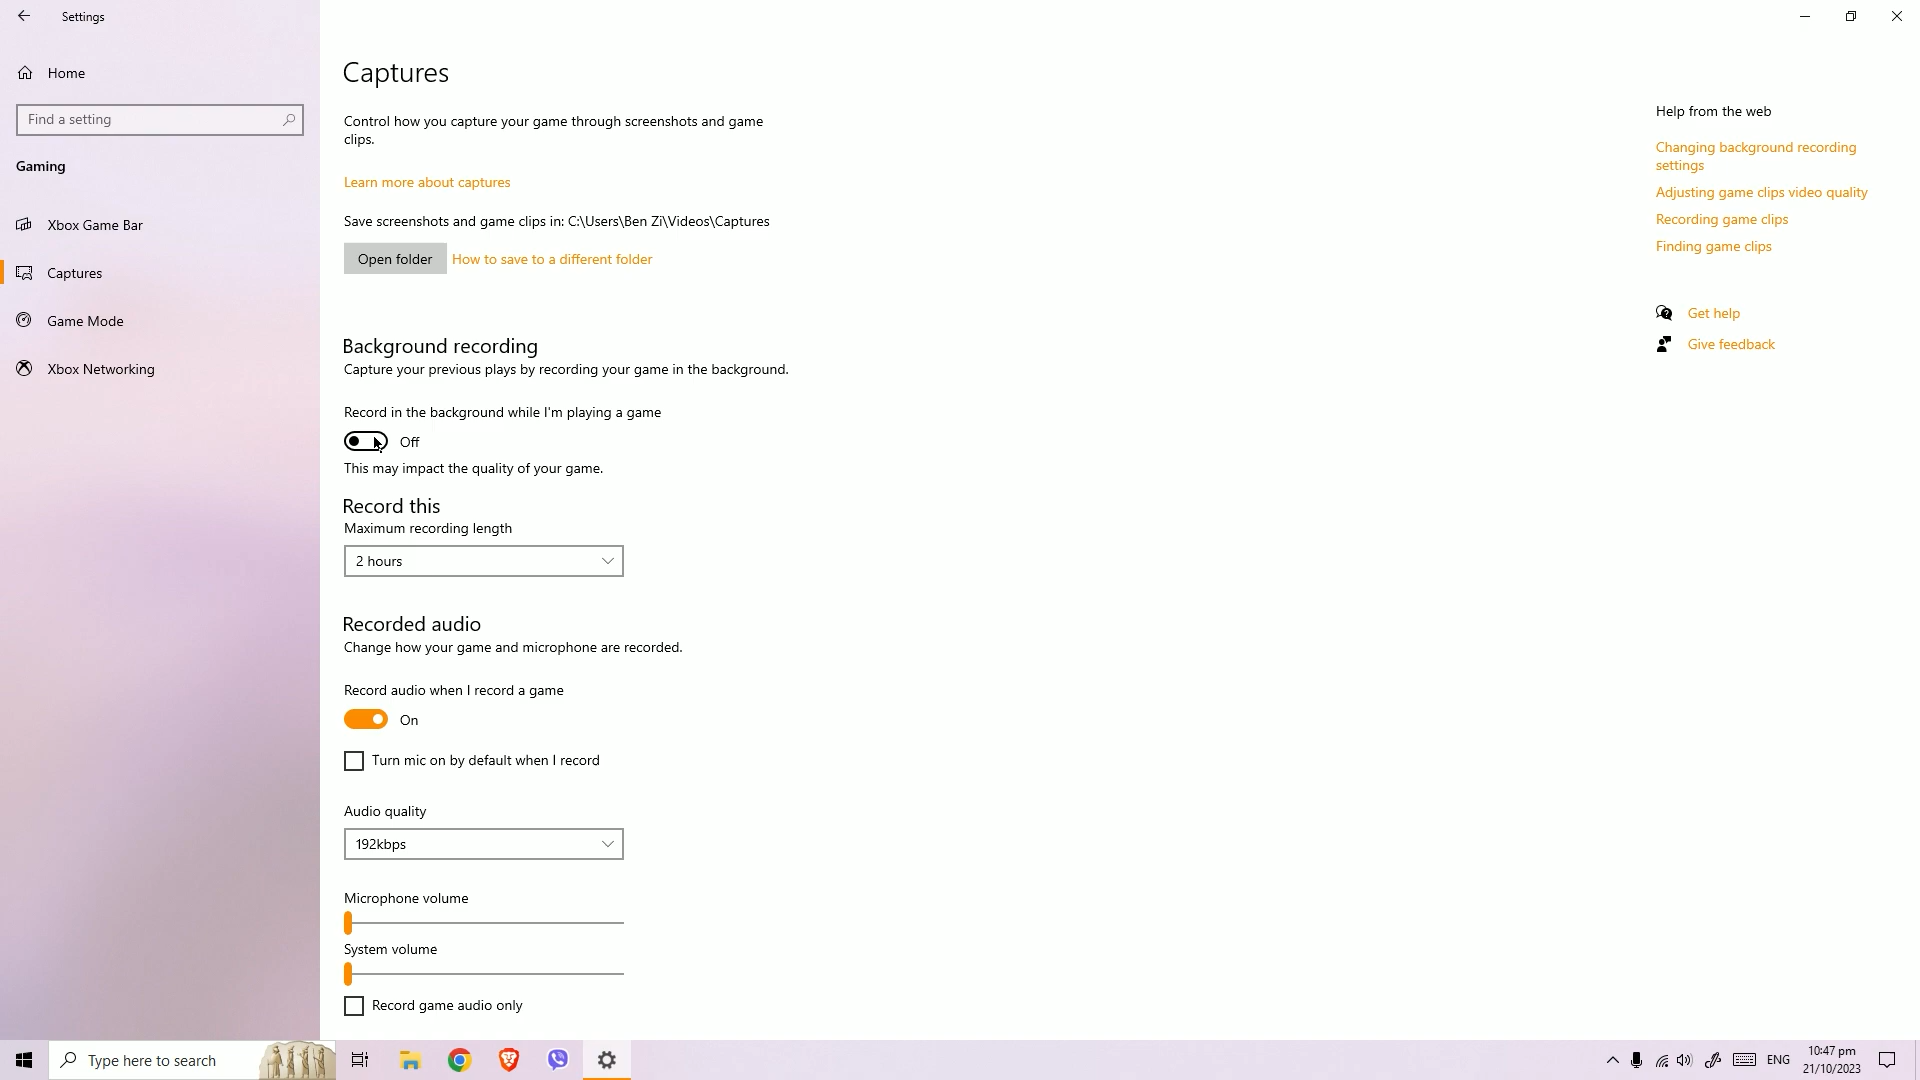 Settings
Home
Find a setting
Gaming
Xbox Game Bar
Captures
Game Mode
Xbox Networking
Captures
Control how you capture your game through screenshots and game
clips.
Learn more about captures
Save screenshots and game clips in: C:\Users\Ben Zi\Videos\Captures
Open folder
How to save to a different folder
Background recording
Capture your previous plays by recording your game in the background.
Record in the background while I'm playing a game
Off
This may impact the quality of your game.
Record this
Maximum recording length
2 hours
Recorded audio
Change how your game and microphone are recorded.
Record audio when I record a game
On
Turn mic on by default when I record
Audio quality
192kbps
Microphone volume
System volume
Record game audio only
Help from the web
Changing background recording
settings
Adjusting game clips video quality
Recording game clips
Finding game clips
Get help
Give feedback
Type here to search
ENG
10:47 pm
21/10/2023